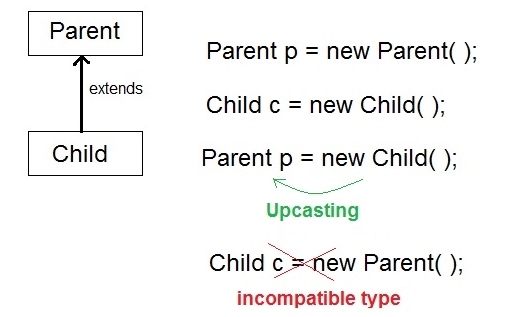 Parent
extends
Child
Parent p = new Parent( );
Child c = new Child( );
Parent p = new Child( );
Upcasting
Child c = new Parent( );
incompatible type